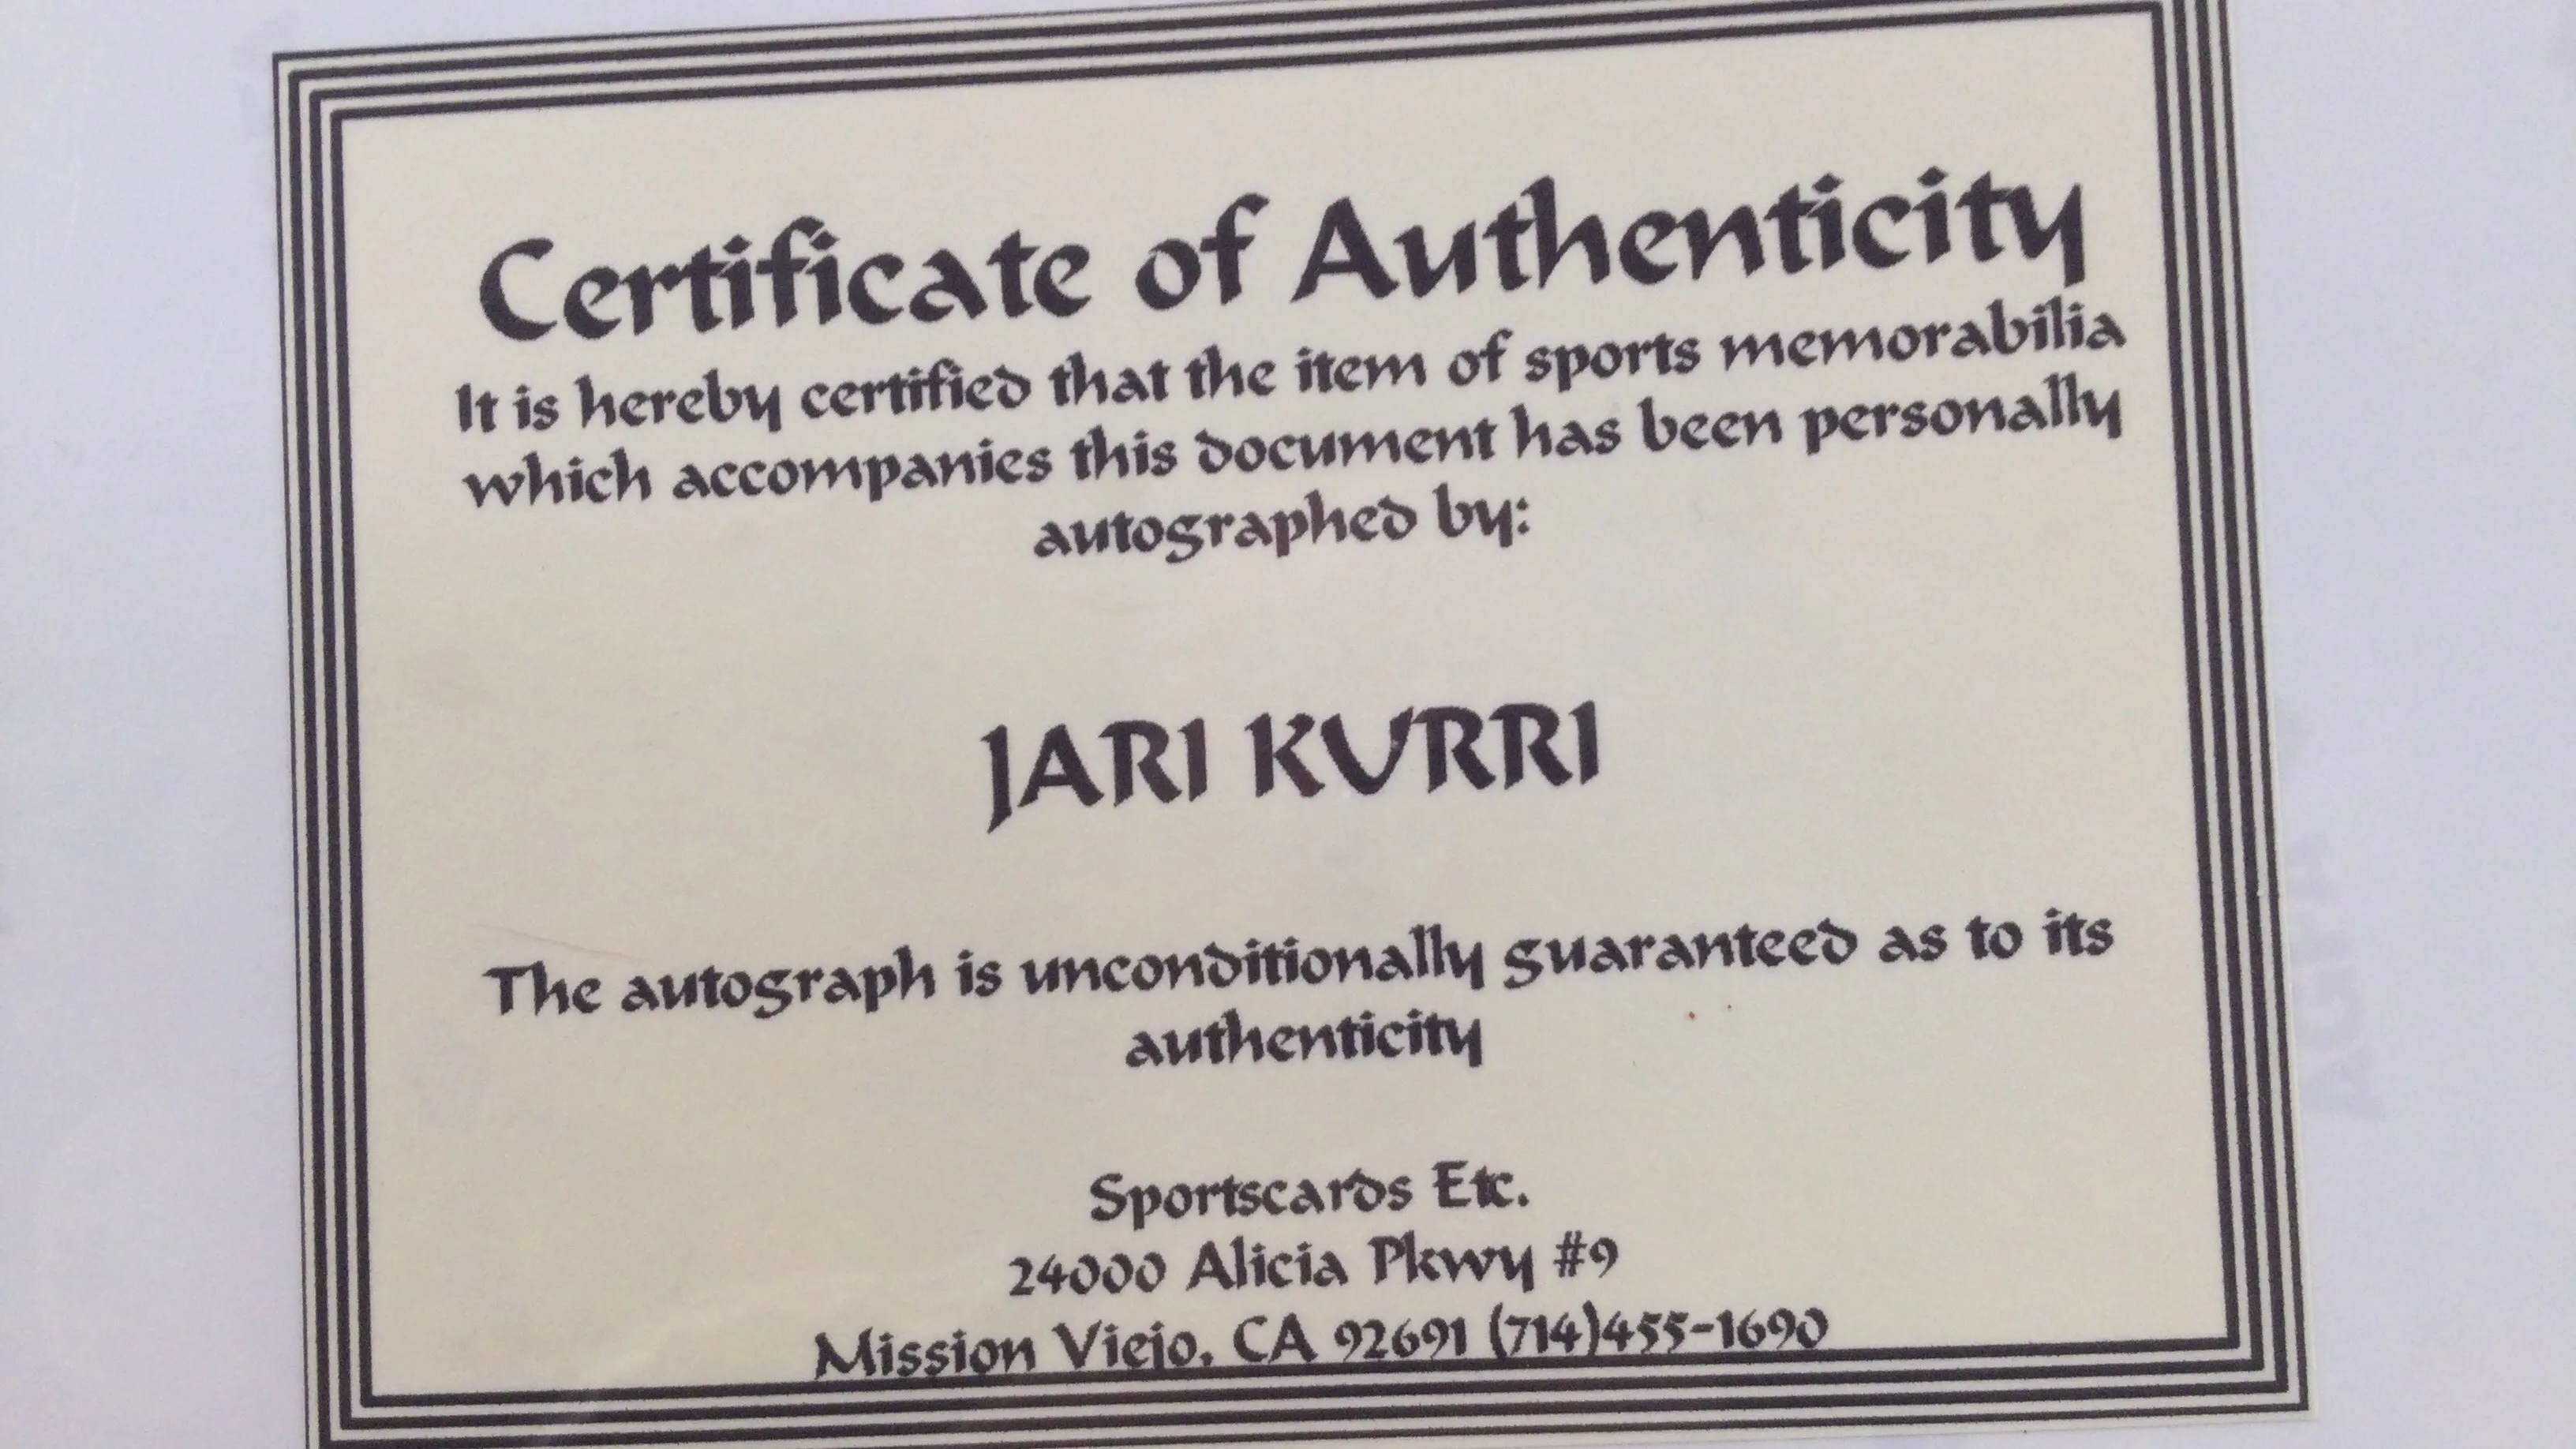 Certificate of Authenticity
It is hereby certified that the item of sports memorabilia
which accompanies this document has been personally
autographed by:
JARI KURRI
The autograph is unconditionally guaranteed as to its
authenticity
Sportscards Etc.
24000 Alicia Pkwy #9
Mission Viejo, CA 92691 (714)455-1690